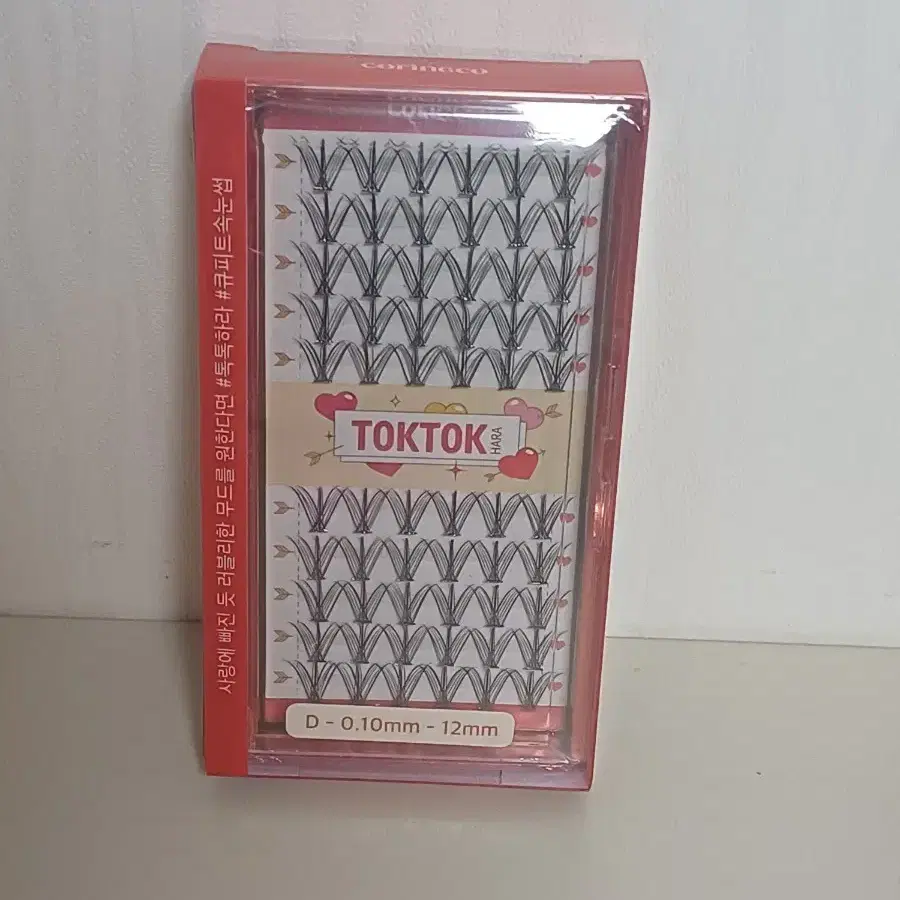 coringco
사랑에 빠진 듯 러블리한 무드를 원한다면 #톡톡하라 #큐피트속눈썹
TOKTOK
HARA
D - 0.10mm - 12mm